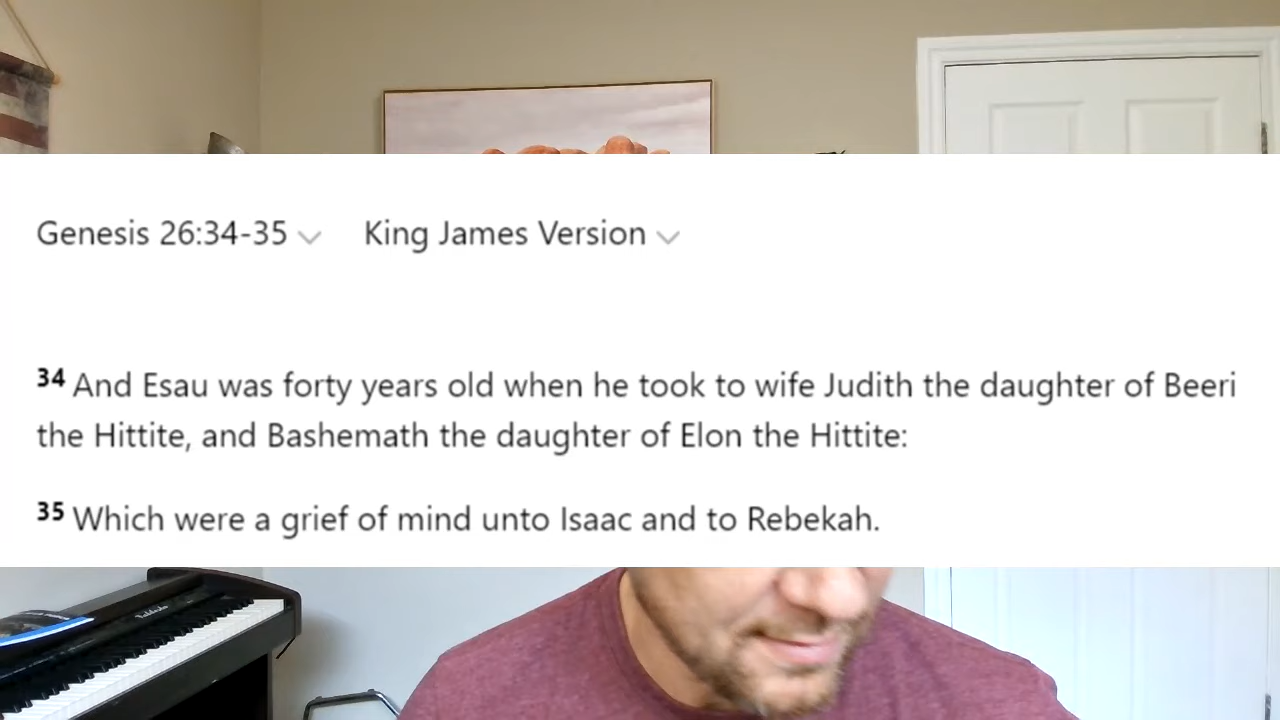 Genesis 26:34-35 King James Version
34 And Esau was forty years old when he took to wife Judith the daughter of Beeri
the Hittite, and Bashemath the daughter of Elon the Hittite:
35 Which were a grief of mind unto Isaac and to Rebekah.